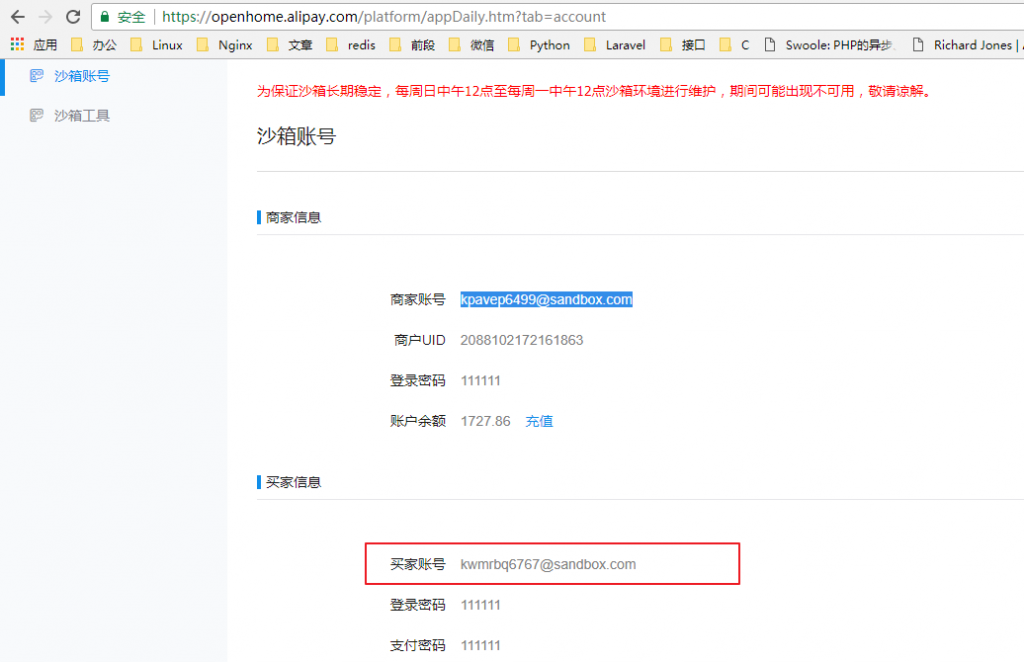 安全 https://openhome.alipay.com/platform/appDaily.htm?tab=account
应用 办公 Linux Nginx 文章 redis 前段 微信 Python Laravel 接口 C Swoole: PHP的异步 Richard Jones |
沙箱账号
沙箱工具
为保证沙箱长期稳定，每周日中午12点至每周一中午12点沙箱环境进行维护，期间可能出现不可用，敬请谅解。
沙箱账号
商家信息
商家账号 kpavep6499@sandbox.com
商户UID 2088102172161863
登录密码 111111
账户余额 1727.86 充值
买家信息
买家账号 kwmrbq6767@sandbox.com
登录密码 111111
支付密码 111111